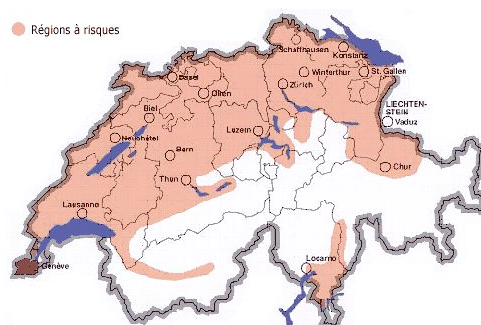 Régions à risques
Schaffhausen
Konstanz
Basel
Winterthur
St. Gallen
Zürich
Olten
LIECHTEN-
STEIN
Biel
Vaduz
Luzern
Neuchâtel
Bern
Chur
Thun
Lausanne
Locarno
Genève